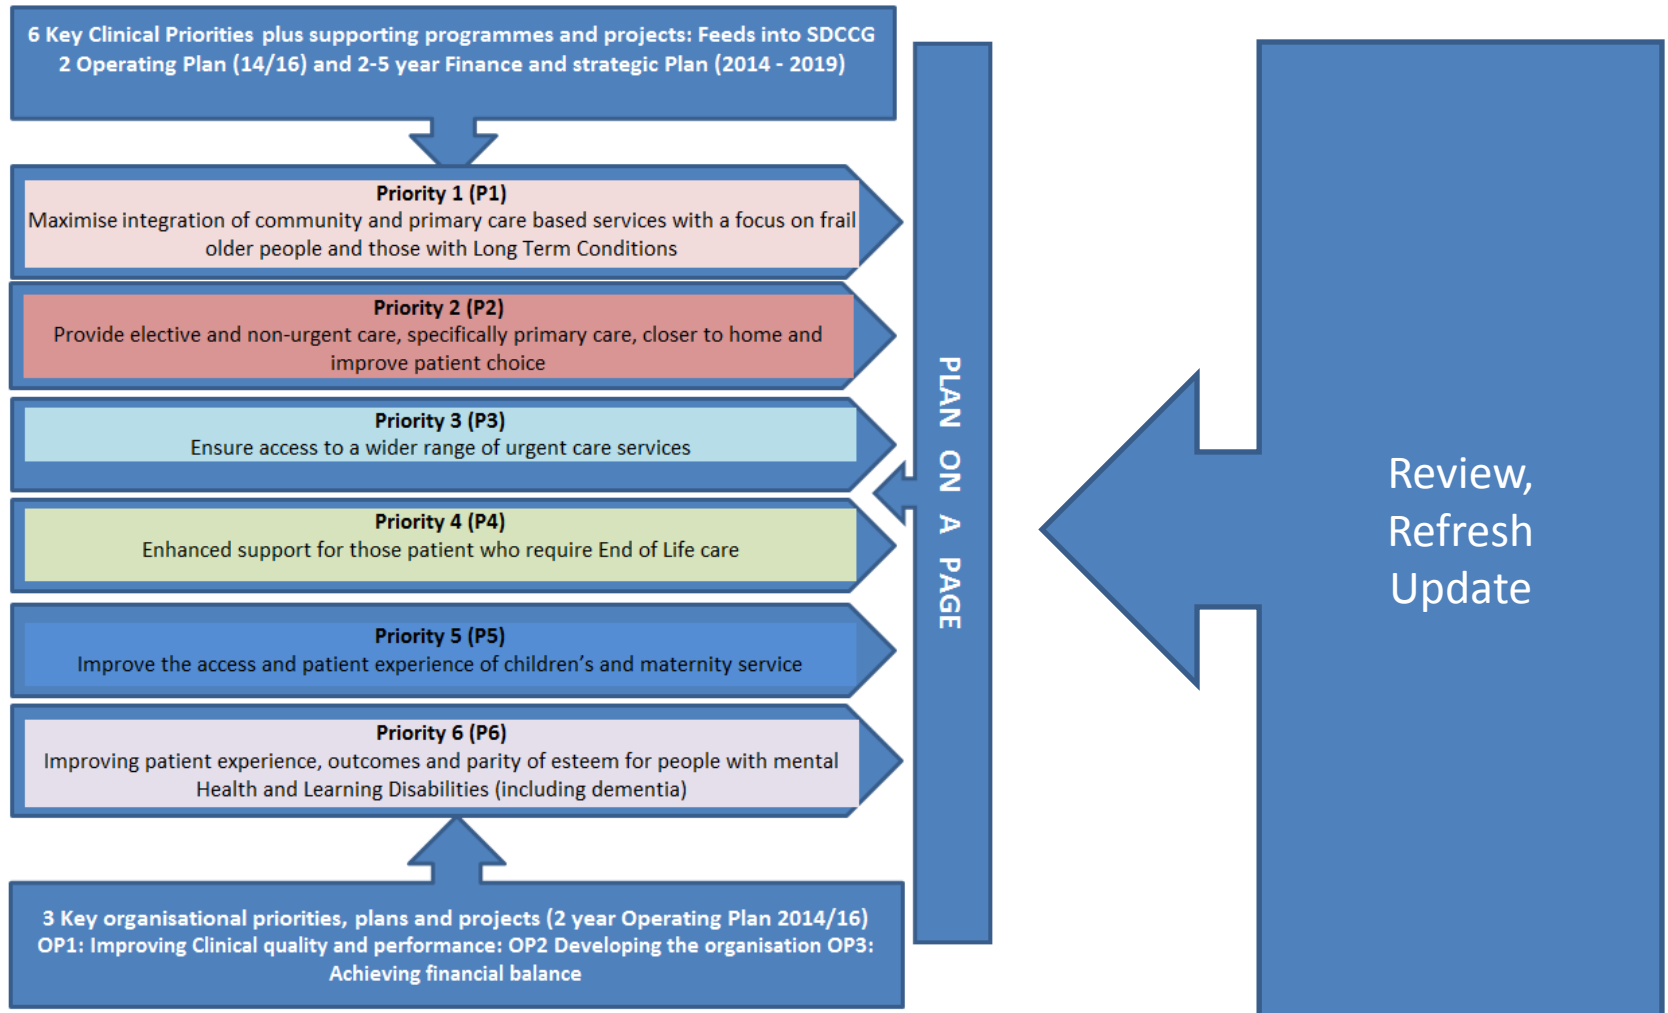 6 Key Clinical Priorities plus supporting programmes and projects: Feeds into SDCCG
2 Operating Plan (14/16) and 2-5 year Finance and strategic Plan (2014 - 2019)
Priority 1 (P1)
Maximise integration of community and primary care based services with a focus on frail
older people and those with Long Term Conditions
Priority 2 (P2)
Provide elective and non-urgent care, specifically primary care, closer to home and
improve patient choice
Priority 3 (P3)
Ensure access to a wider range of urgent care services
Priority 4 (P4)
Enhanced support for those patient who require End of Life care
Priority 5 (P5)
Improve the access and patient experience of children’s and maternity service
Priority 6 (P6)
Improving patient experience, outcomes and parity of esteem for people with mental
Health and Learning Disabilities (including dementia)
3 Key organisational priorities, plans and projects (2 year Operating Plan 2014/16)
OP1: Improving Clinical quality and performance: OP2 Developing the organisation OP3:
Achieving financial balance
PLAN ON A PAGE
Review,
Refresh
Update